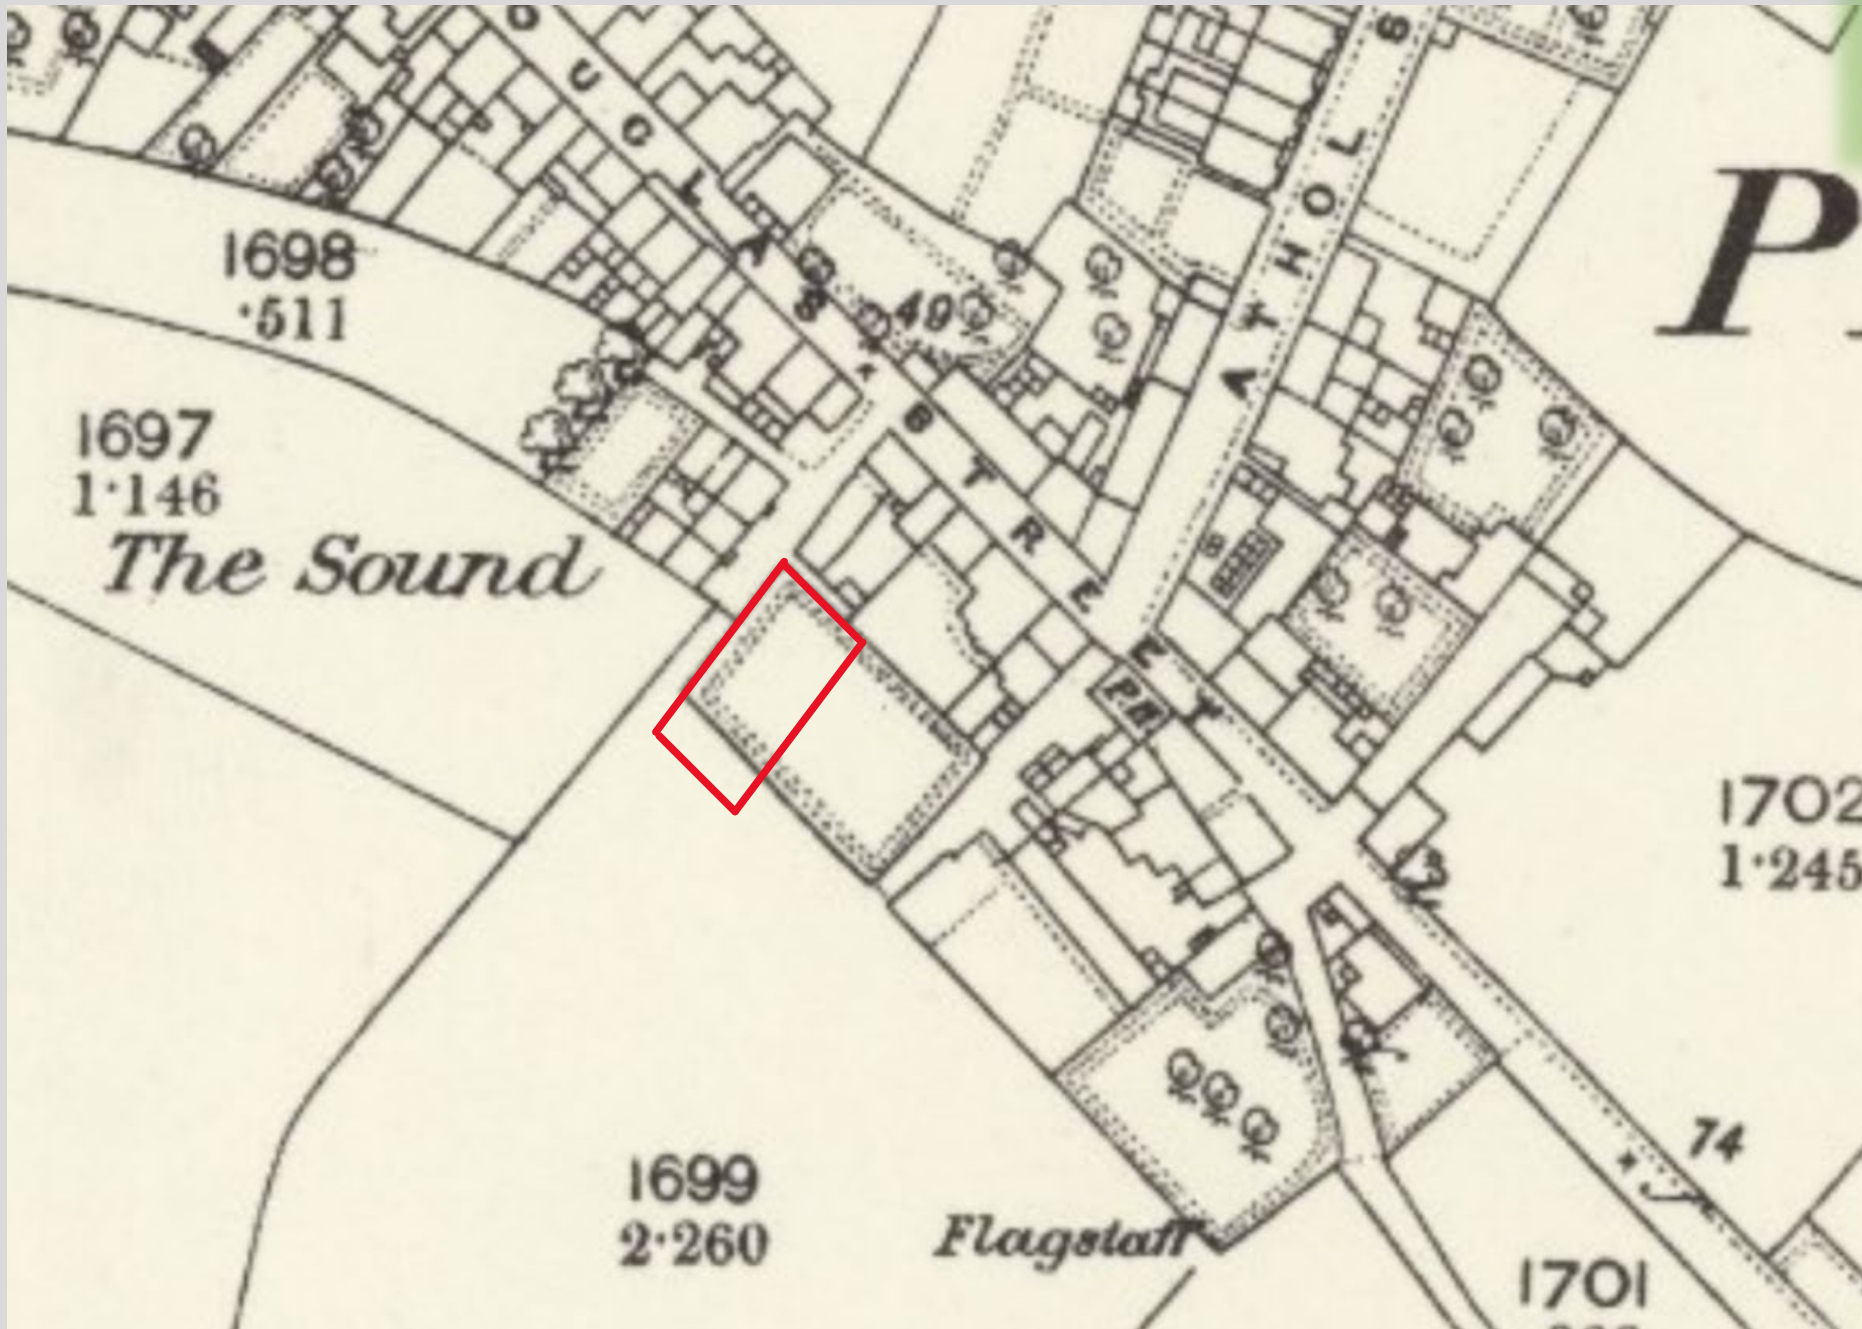 OUGLAS STREET
ATHOL S
P
1698
·511
49
1697
1·146
The Sound
P.H.
1702
1·245
74
1699
2·260
Flagstaff
1701